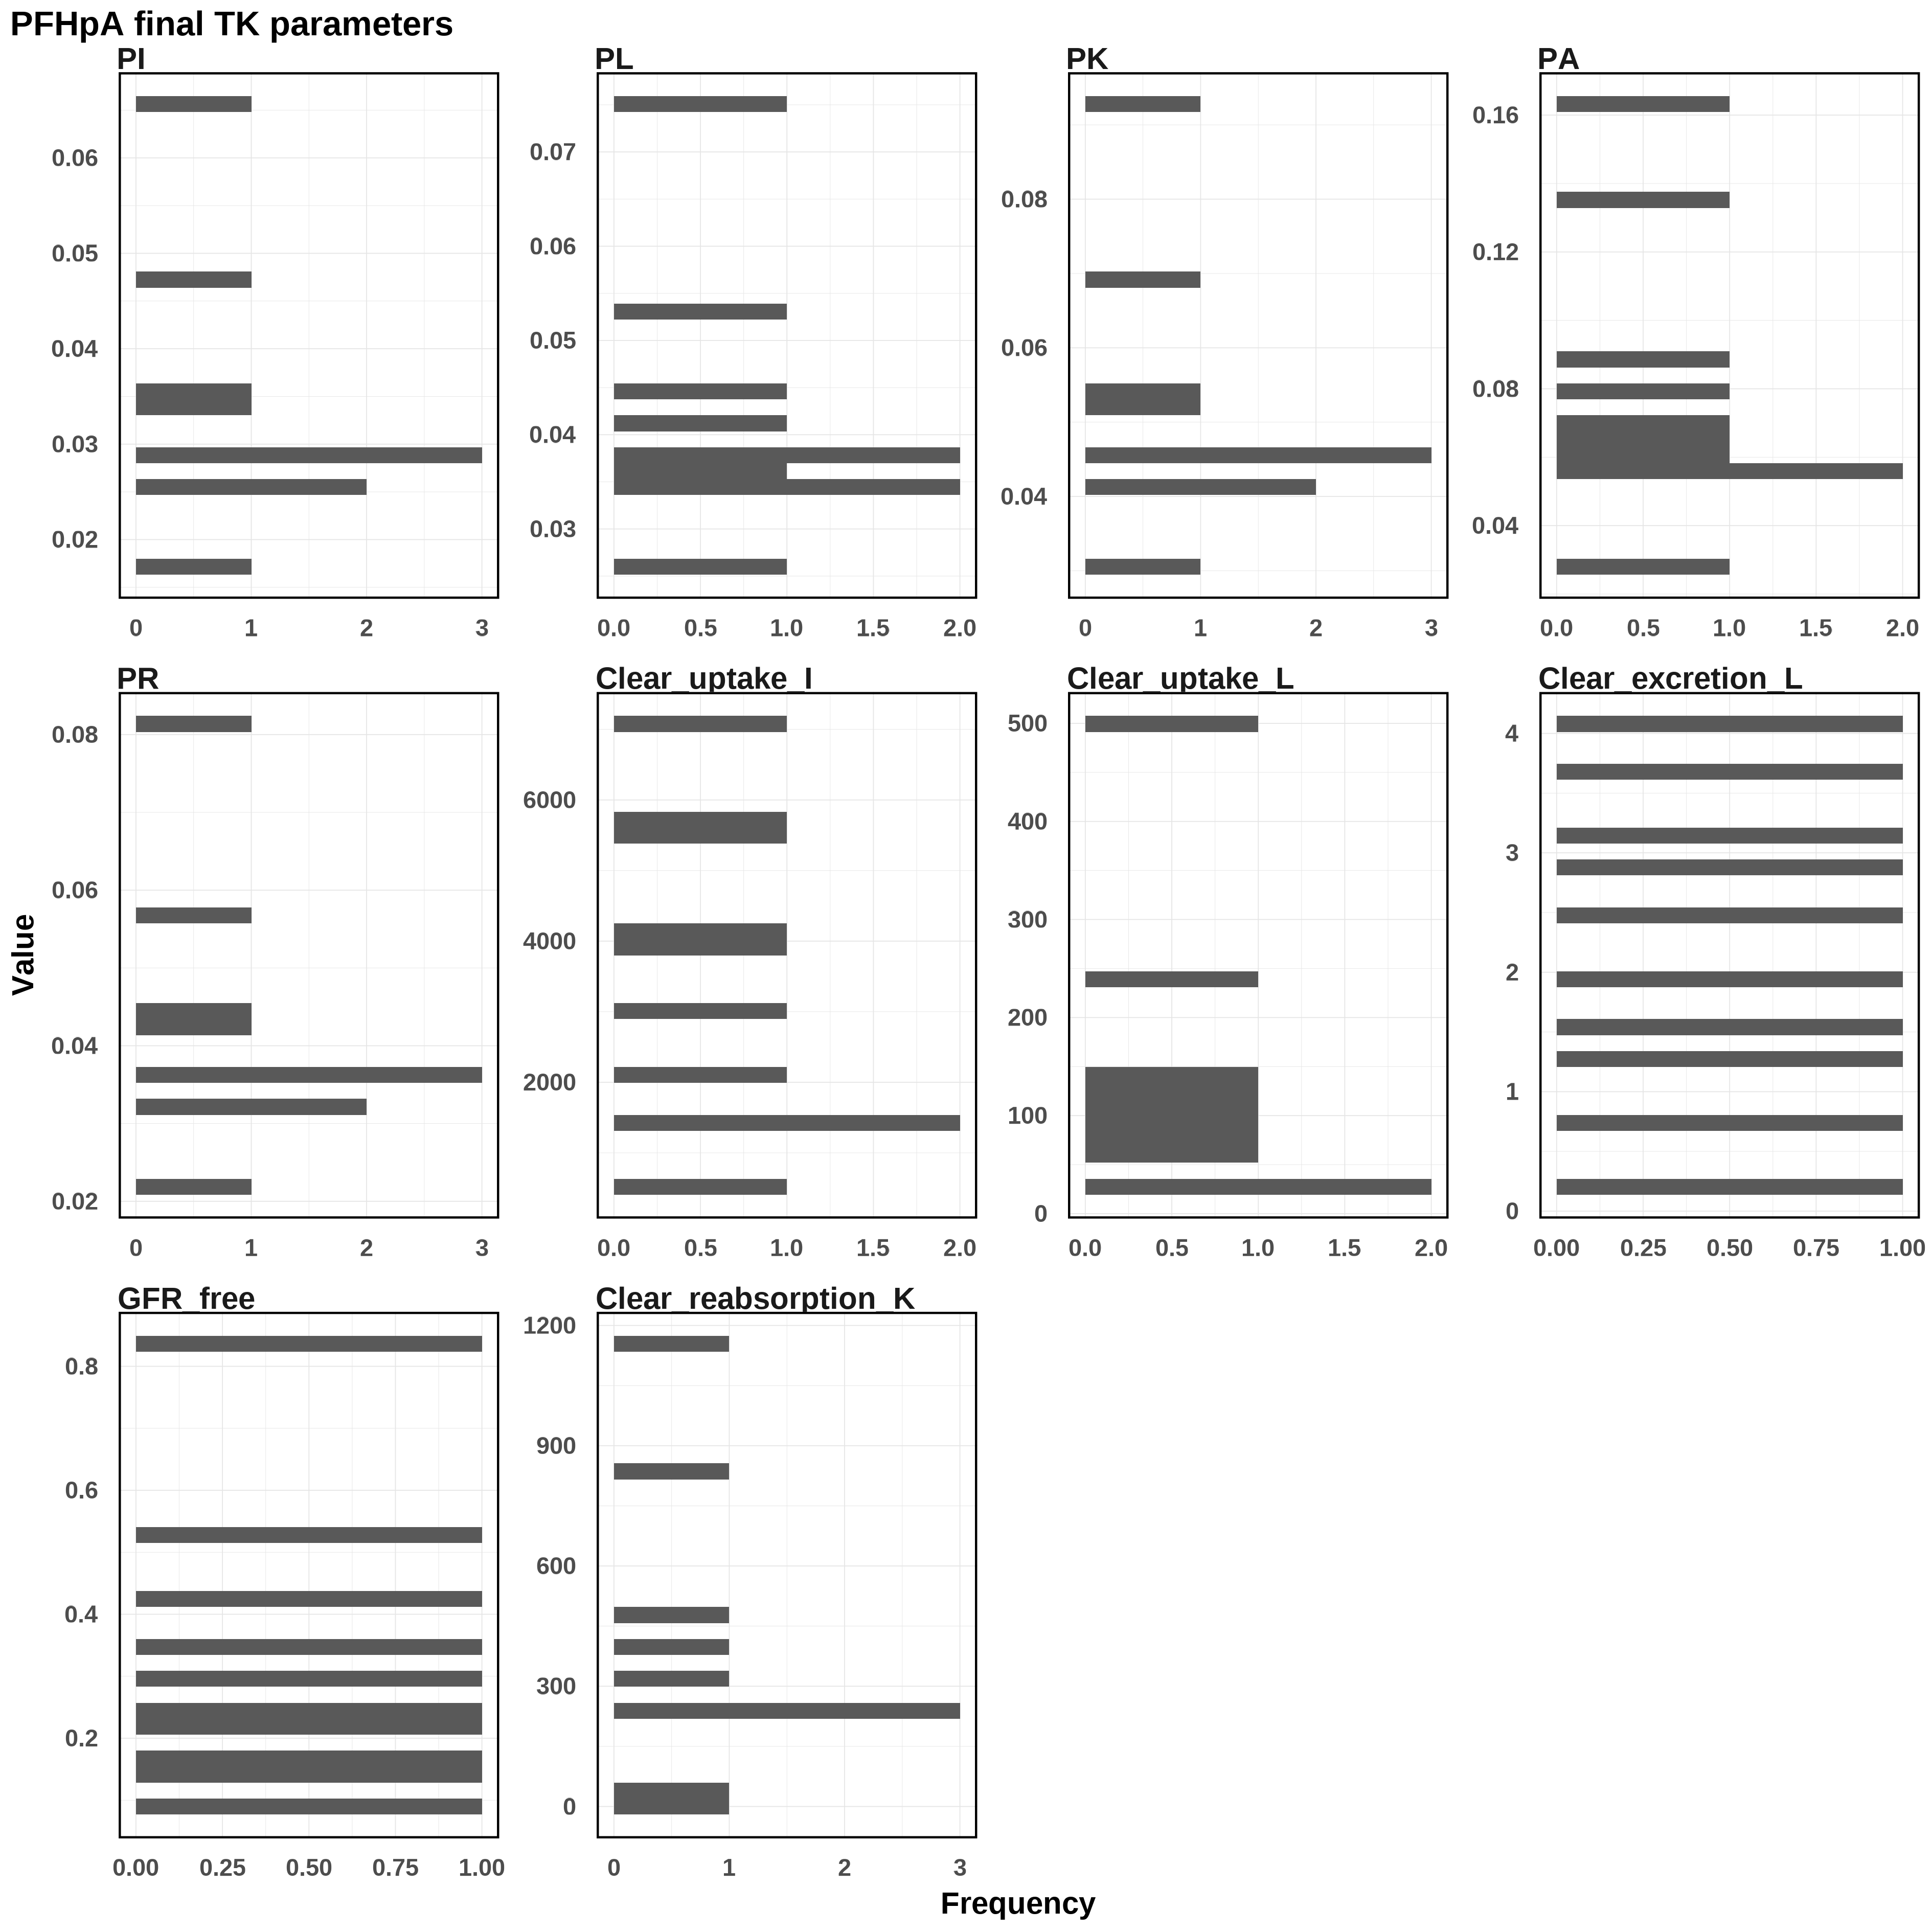 PFHpA final TK parameters
PI PL PK PA
0.06
0.05
0.04
0.03
0.02
0 1 2 3
0.07
0.06
0.05
0.04
0.03
0.0 0.5 1.0 1.5 2.0
0.08
0.06
0.04
0 1 2 3
0.16
0.12
0.08
0.04
0.0 0.5 1.0 1.5 2.0
PR Clear_uptake_I Clear_uptake_L Clear_excretion_L
Value
0.08
0.06
0.04
0.02
0 1 2 3
6000
4000
2000
0.0 0.5 1.0 1.5 2.0
500
400
300
200
100
0
0.0 0.5 1.0 1.5 2.0
4
3
2
1
0
0.00 0.25 0.50 0.75 1.00
GFR_free Clear_reabsorption_K
0.8
0.6
0.4
0.2
0.00 0.25 0.50 0.75 1.00
1200
900
600
300
0
0 1 2 3
Frequency